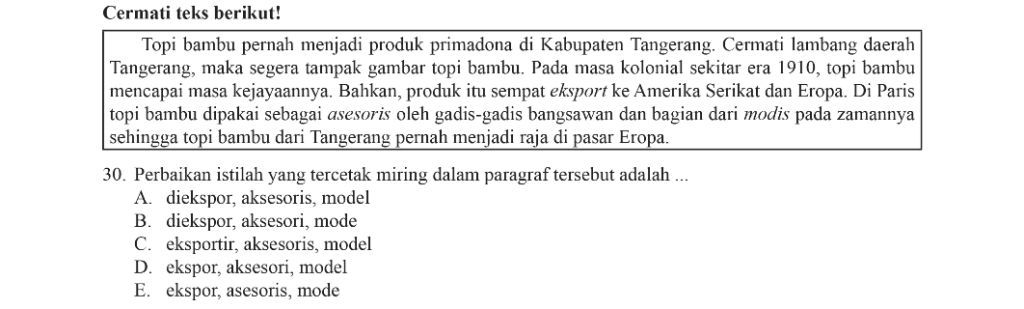 Cermati teks berikut!
Topi bambu pernah menjadi produk primadona di Kabupaten Tangerang. Cermati lambang daerah
Tangerang, maka segera tampak gambar topi bambu. Pada masa kolonial sekitar era 1910, topi bambu
mencapai masa kejayaannya. Bahkan, produk itu sempat eksport ke Amerika Serikat dan Eropa. Di Paris
topi bambu dipakai sebagai asesoris oleh gadis-gadis bangsawan dan bagian dari modis pada zamannya
sehingga topi bambu dari Tangerang pernah menjadi raja di pasar Eropa.
30. Perbaikan istilah yang tercetak miring dalam paragraf tersebut adalah ...
A. diekspor, aksesoris, model
B. diekspor, aksesori, mode
C. eksportir, aksesoris, model
D. ekspor, aksesori, model
E. ekspor, asesoris, mode